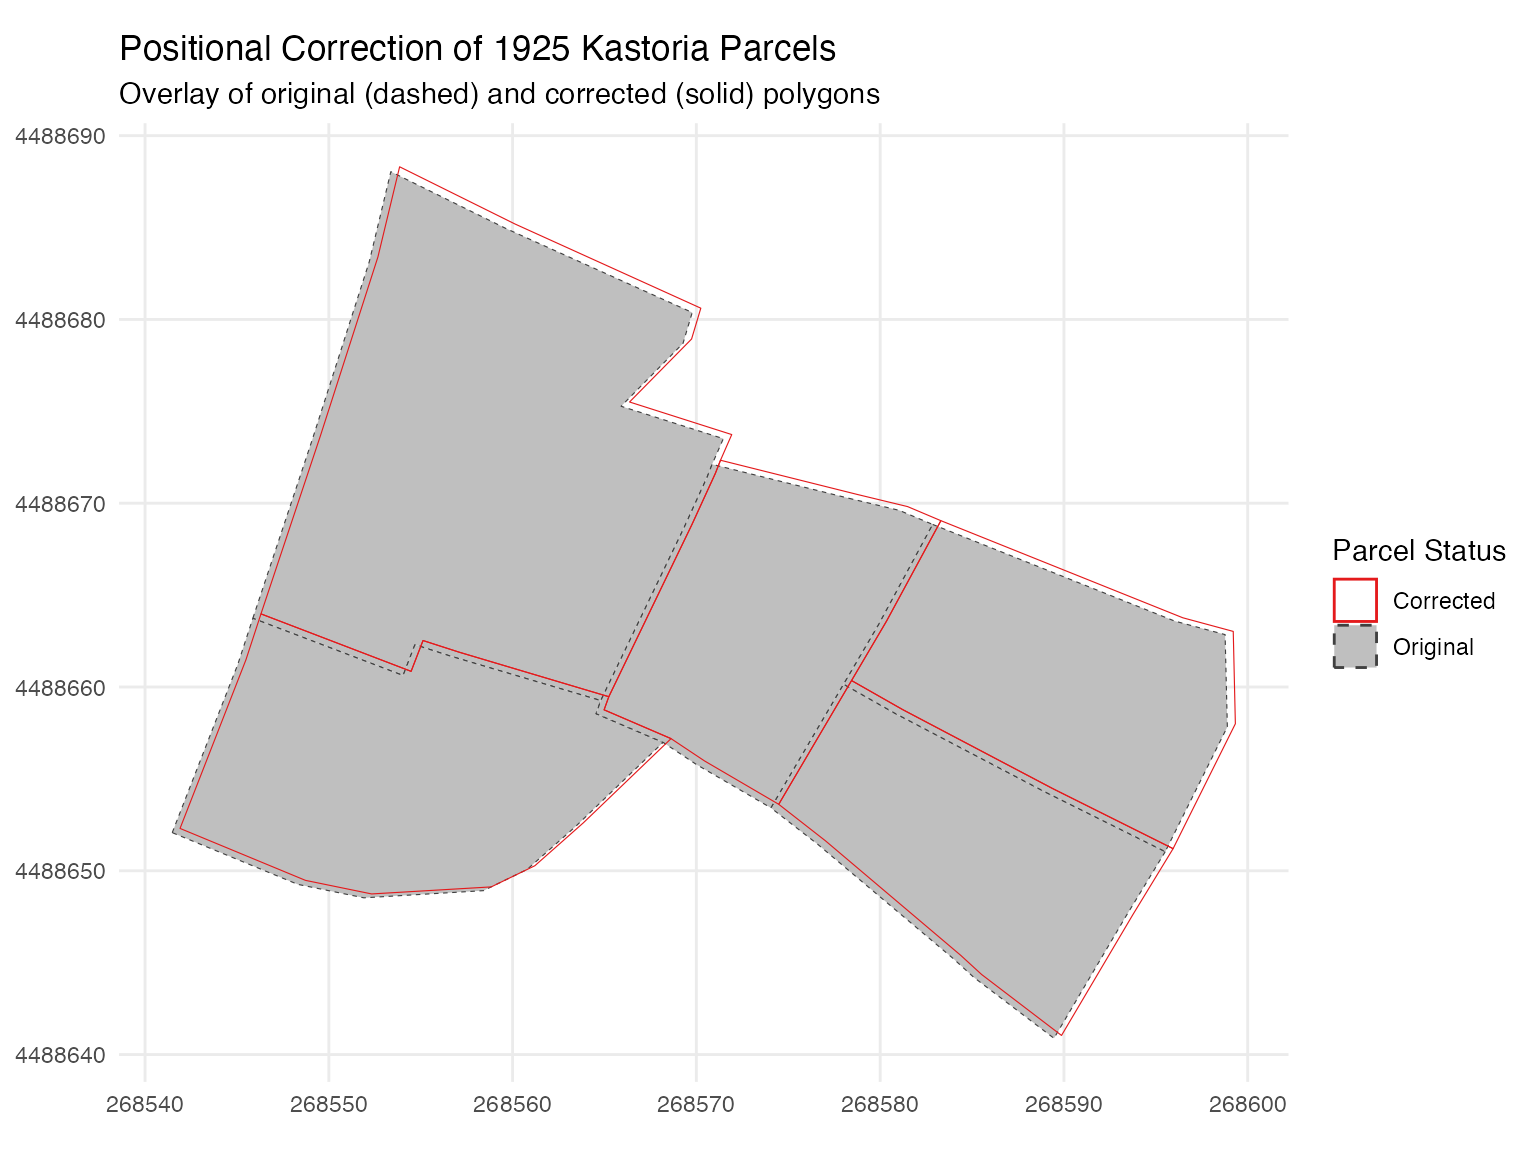 Positional Correction of 1925 Kastoria Parcels
Overlay of original (dashed) and corrected (solid) polygons
4488690
4488680
4488670
4488660
4488650
4488640
268540 268550 268560 268570 268580 268590 268600
Parcel Status
Corrected
Original